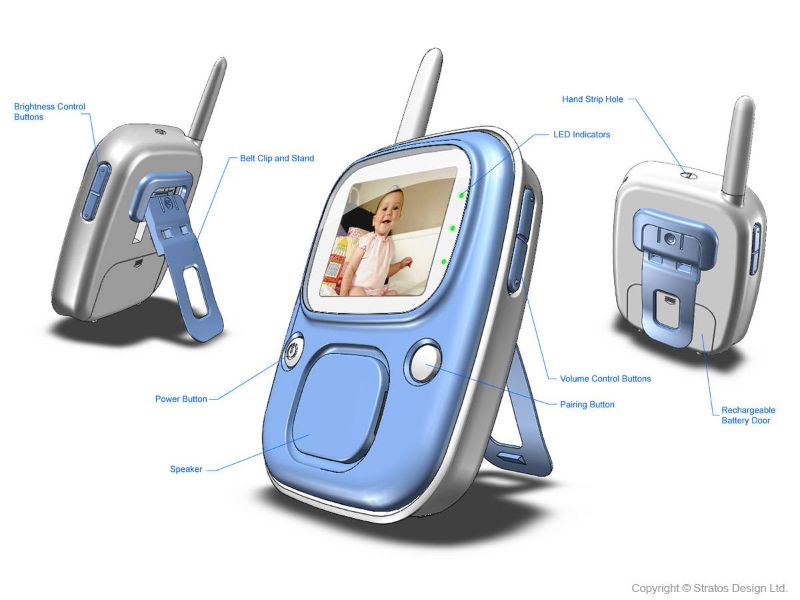 Brightness Control
Buttons
Belt Clip and Stand
Hand Strip Hole
LED Indicators
Volume Control Buttons
Pairing Button
Power Button
Speaker
Rechargeable
Battery Door
Copyright © Stratos Design Ltd.